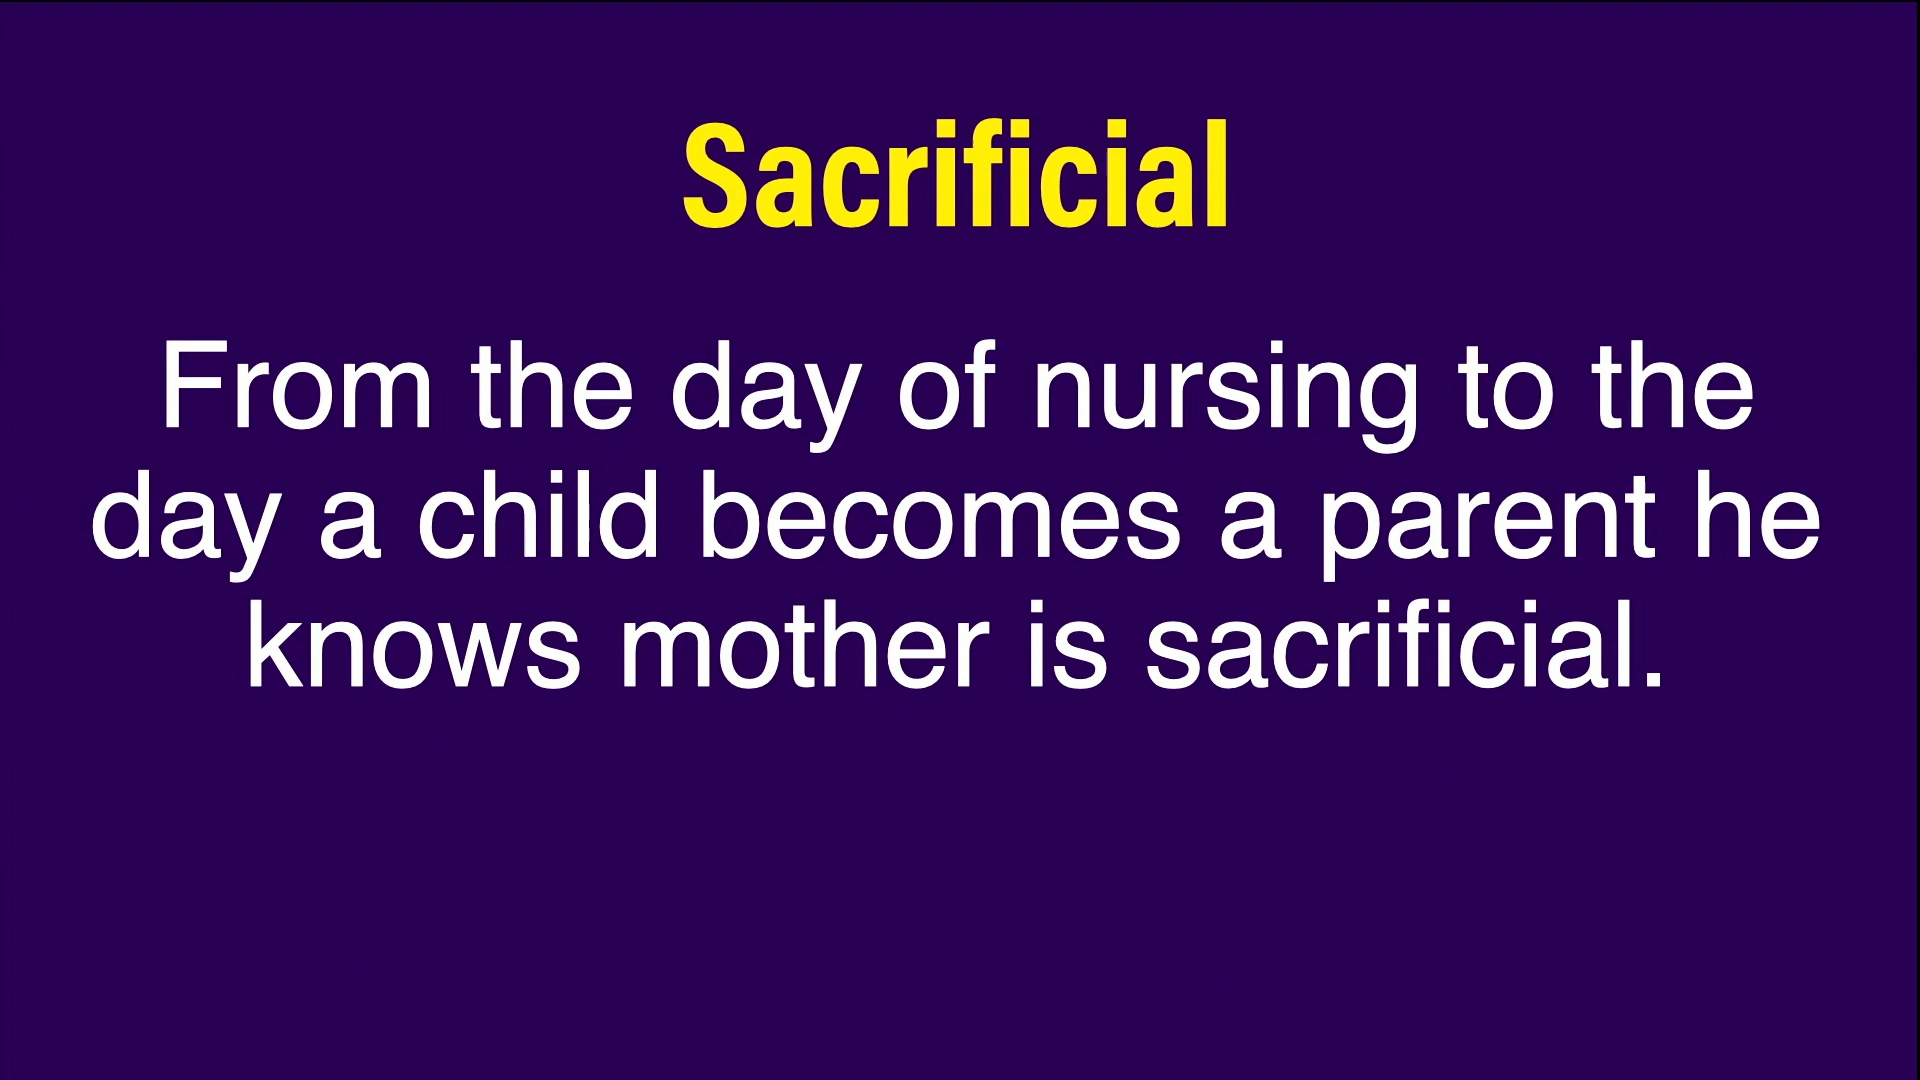 Sacrificial
From the day of nursing to the
day a child becomes a parent he
knows mother is sacrificial.